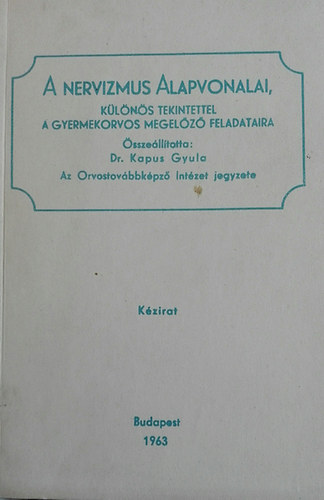 A NERVIZMUS ALAPVONALAI,
KÜLÖNÖS TEKINTETTEL
A GYERMEKORVOS MEGELŐZŐ FELADATAIRA
Összeállította:
Dr. Kapus Gyula
Az Orvostovábbképző Intézet jegyzete
Kézirat
Budapest
1963